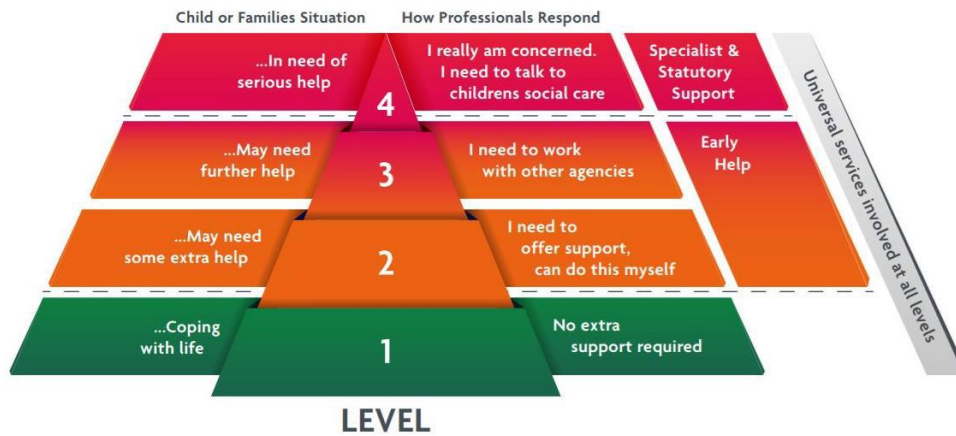 Child or Families Situation
How Professionals Respond
...In need of
serious help
4
I really am concerned.
I need to talk to
childrens social care
Specialist &
Statutory
Support
...May need
further help
3
I need to work
with other agencies
Early
Help
...May need
some extra help
2
I need to
offer support,
can do this myself
...Coping
with life
1
No extra
support required
Universal services involved at all levels
LEVEL